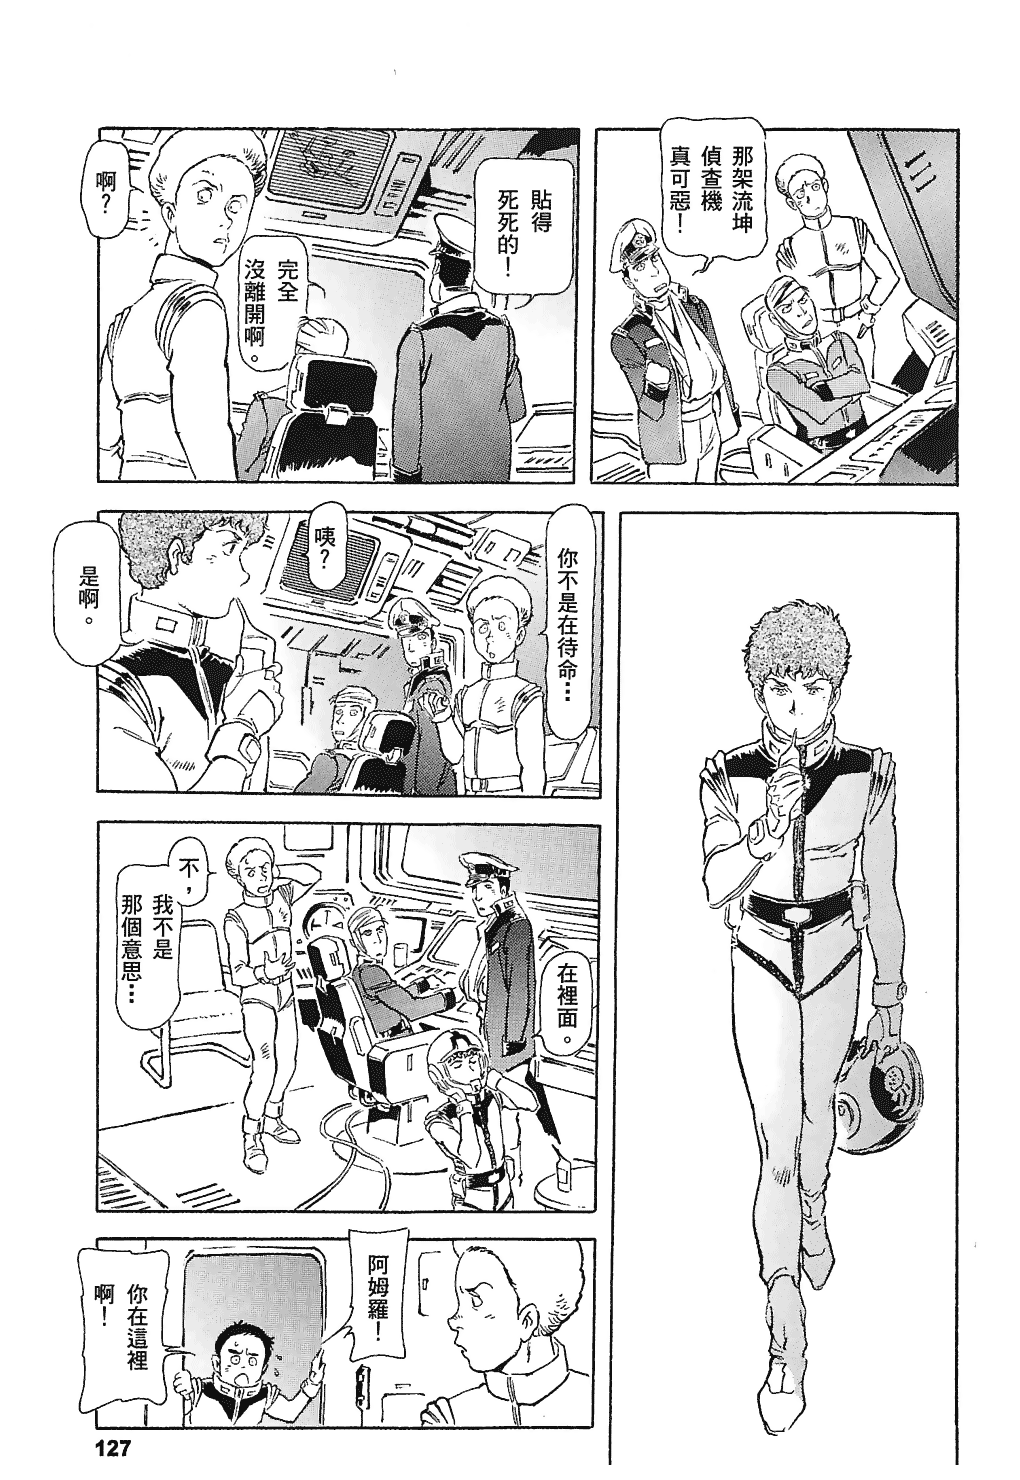 那架流坤
偵查機
真可惡！
貼得
死死的！
完全
沒離開啊。
啊？
你不是在待命…
咦？
是啊。
不，
我不是
那個意思…
在裡面。
阿姆羅！
你在這裡
啊！
127